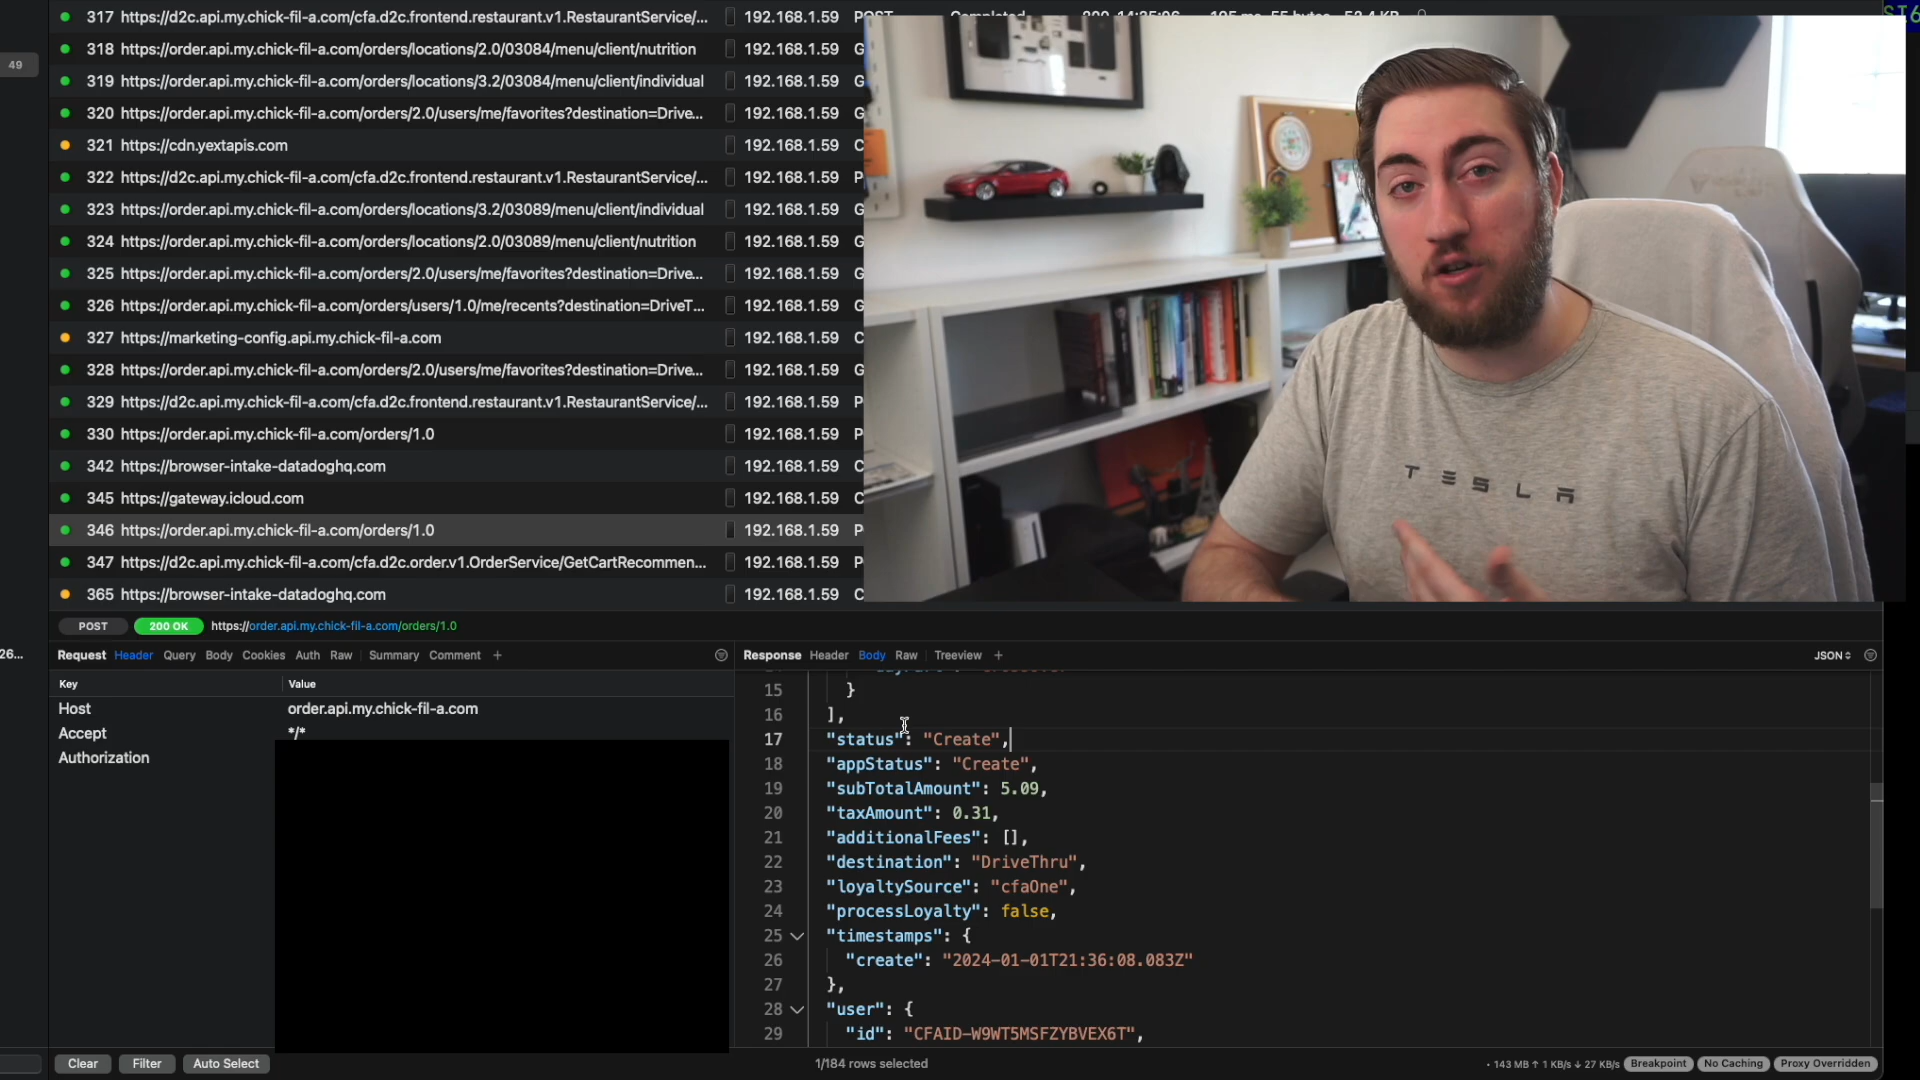 317 https://d2c.api.my.chick-fil-a.com/cfa.d2c.frontend.restaurant.v1.RestaurantService/... 192.168.1.59 POST Completed
49
318 https://order.api.my.chick-fil-a.com/orders/locations/2.0/03084/menu/client/nutrition 192.168.1.59 G
319 https://order.api.my.chick-fil-a.com/orders/locations/3.2/03084/menu/client/individual 192.168.1.59 G
320 https://order.api.my.chick-fil-a.com/orders/2.0/users/me/favorites?destination=Drive... 192.168.1.59 G
321 https://cdn.yextapis.com 192.168.1.59 C
322 https://d2c.api.my.chick-fil-a.com/cfa.d2c.frontend.restaurant.v1.RestaurantService/... 192.168.1.59 P
323 https://order.api.my.chick-fil-a.com/orders/locations/3.2/03089/menu/client/individual 192.168.1.59 G
324 https://order.api.my.chick-fil-a.com/orders/locations/2.0/03089/menu/client/nutrition 192.168.1.59 G
325 https://order.api.my.chick-fil-a.com/orders/2.0/users/me/favorites?destination=Drive... 192.168.1.59 G
326 https://order.api.my.chick-fil-a.com/orders/users/1.0/me/recents?destination=DriveT... 192.168.1.59 G
327 https://marketing-config.api.my.chick-fil-a.com 192.168.1.59 C
328 https://order.api.my.chick-fil-a.com/orders/2.0/users/me/favorites?destination=Drive... 192.168.1.59 G
329 https://d2c.api.my.chick-fil-a.com/cfa.d2c.frontend.restaurant.v1.RestaurantService/... 192.168.1.59 P
330 https://order.api.my.chick-fil-a.com/orders/1.0 192.168.1.59 P
342 https://browser-intake-datadoghq.com 192.168.1.59 C
345 https://gateway.icloud.com 192.168.1.59 C
346 https://order.api.my.chick-fil-a.com/orders/1.0 192.168.1.59 P
347 https://d2c.api.my.chick-fil-a.com/cfa.d2c.order.v1.OrderService/GetCartRecommen... 192.168.1.59 P
365 https://browser-intake-datadoghq.com 192.168.1.59 C
TESLA
POST 200 OK https://order.api.my.chick-fil-a.com/orders/1.0
26...
Request Header Query Body Cookies Auth Raw Summary Comment +
Key Value
Host order.api.my.chick-fil-a.com
Accept */*
Authorization
Response Header Body Raw Treeview + JSON
15 }
16 ],
17 "status": "Create",
18 "appStatus": "Create",
19 "subTotalAmount": 5.09,
20 "taxAmount": 0.31,
21 "additionalFees": [],
22 "destination": "DriveThru",
23 "loyaltySource": "cfaOne",
24 "processLoyalty": false,
25 "timestamps": {
26 "create": "2024-01-01T21:36:08.083Z"
27 },
28 "user": {
29 "id": "CFAID-W9WT5MSFZYBVEX6T",
Clear Filter Auto Select 1/184 rows selected • 143 MB ↑ 1 KB/s ↓ 27 KB/s Breakpoint No Caching Proxy Overridden